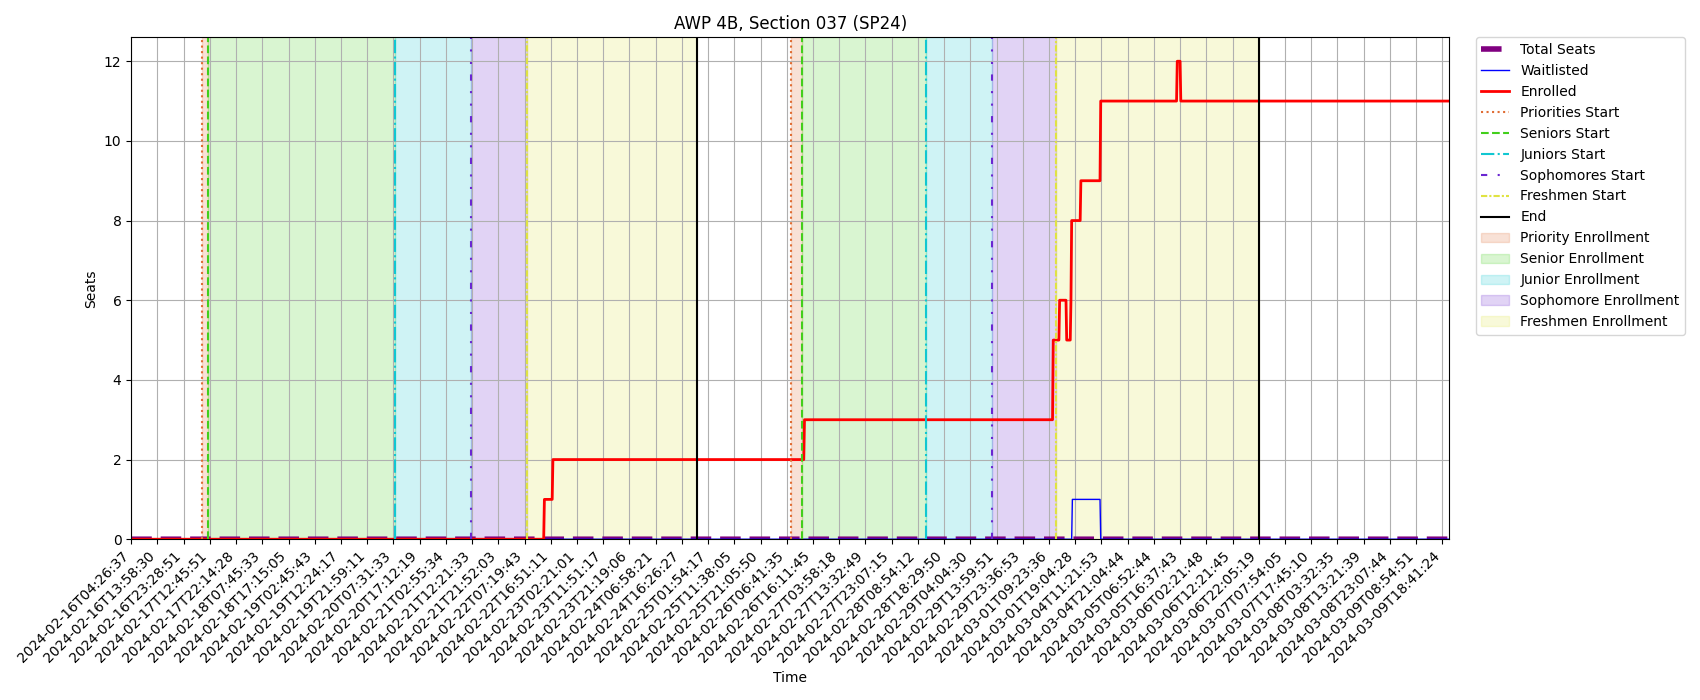 AWP 4B, Section 037 (SP24)
Seats
12
10
8
6
4
2
0
2024-02-16T04:26:37
2024-02-16T13:58:30
2024-02-16T23:28:51
2024-02-17T12:45:51
2024-02-17T22:14:28
2024-02-18T07:45:33
2024-02-18T17:15:05
2024-02-19T02:45:43
2024-02-19T12:24:17
2024-02-19T21:59:11
2024-02-20T07:31:33
2024-02-20T17:12:19
2024-02-21T02:55:34
2024-02-21T12:21:33
2024-02-21T21:52:03
2024-02-22T07:19:43
2024-02-22T16:51:11
2024-02-23T02:21:01
2024-02-23T11:51:17
2024-02-23T21:19:06
2024-02-24T06:58:21
2024-02-24T16:26:27
2024-02-25T01:54:17
2024-02-25T11:38:05
2024-02-25T21:05:50
2024-02-26T06:41:35
2024-02-26T16:11:45
2024-02-27T03:58:18
2024-02-27T13:32:49
2024-02-27T23:07:15
2024-02-28T08:54:12
2024-02-28T18:29:50
2024-02-29T04:04:30
2024-02-29T13:59:51
2024-02-29T23:36:53
2024-03-01T09:23:36
2024-03-01T19:04:28
2024-03-04T11:21:53
2024-03-04T21:04:44
2024-03-05T06:52:44
2024-03-05T16:37:43
2024-03-06T02:21:48
2024-03-06T12:21:45
2024-03-06T22:05:19
2024-03-07T07:54:05
2024-03-07T17:45:10
2024-03-08T03:32:35
2024-03-08T13:21:39
2024-03-08T23:07:44
2024-03-09T08:54:51
2024-03-09T18:41:24
Time
Total Seats
Waitlisted
Enrolled
Priorities Start
Seniors Start
Juniors Start
Sophomores Start
Freshmen Start
End
Priority Enrollment
Senior Enrollment
Junior Enrollment
Sophomore Enrollment
Freshmen Enrollment